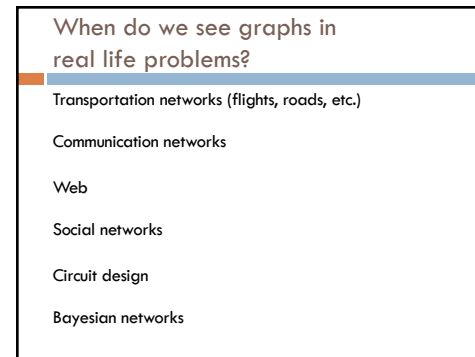 When do we see graphs in
real life problems?
Transportation networks (flights, roads, etc.)
Communication networks
Web
Social networks
Circuit design
Bayesian networks